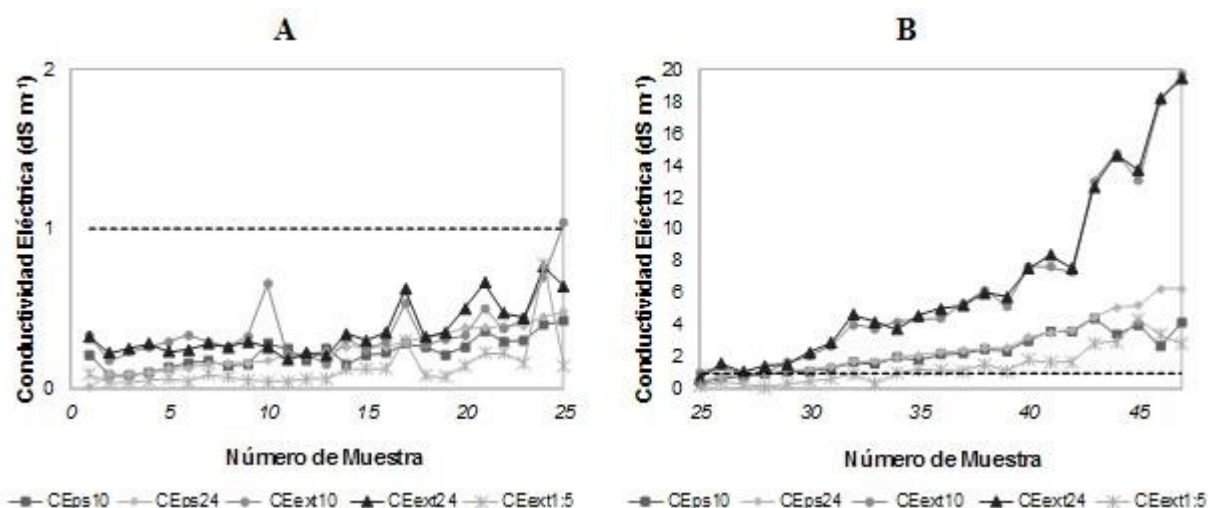 A
Conductividad Eléctrica (dS m⁻¹)
2
1
0
0
5
10
15
20
25
Número de Muestra
CEps10
CEps24
CEext10
CEext24
CEext1:5
B
Conductividad Eléctrica (dS m⁻¹)
20
18
16
14
12
10
8
6
4
2
0
25
30
35
40
45
Número de Muestra
CEps10
CEps24
CEext10
CEext24
CEext1:5